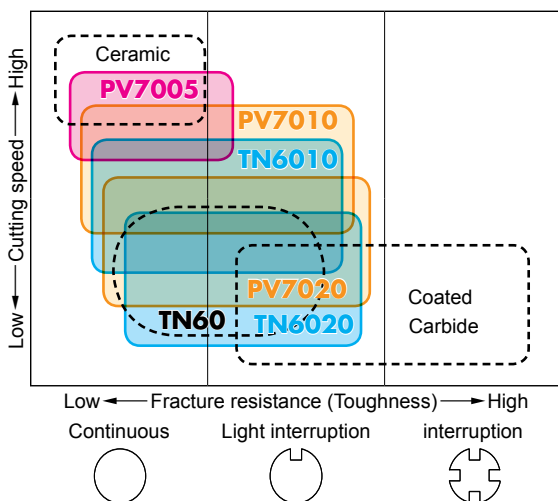 Ceramic
PV7005
PV7010
TN6010
PV7020
TN60
TN6020
Coated
Carbide
Low Cutting speed High
Low Fracture resistance (Toughness) High
Continuous Light interruption interruption